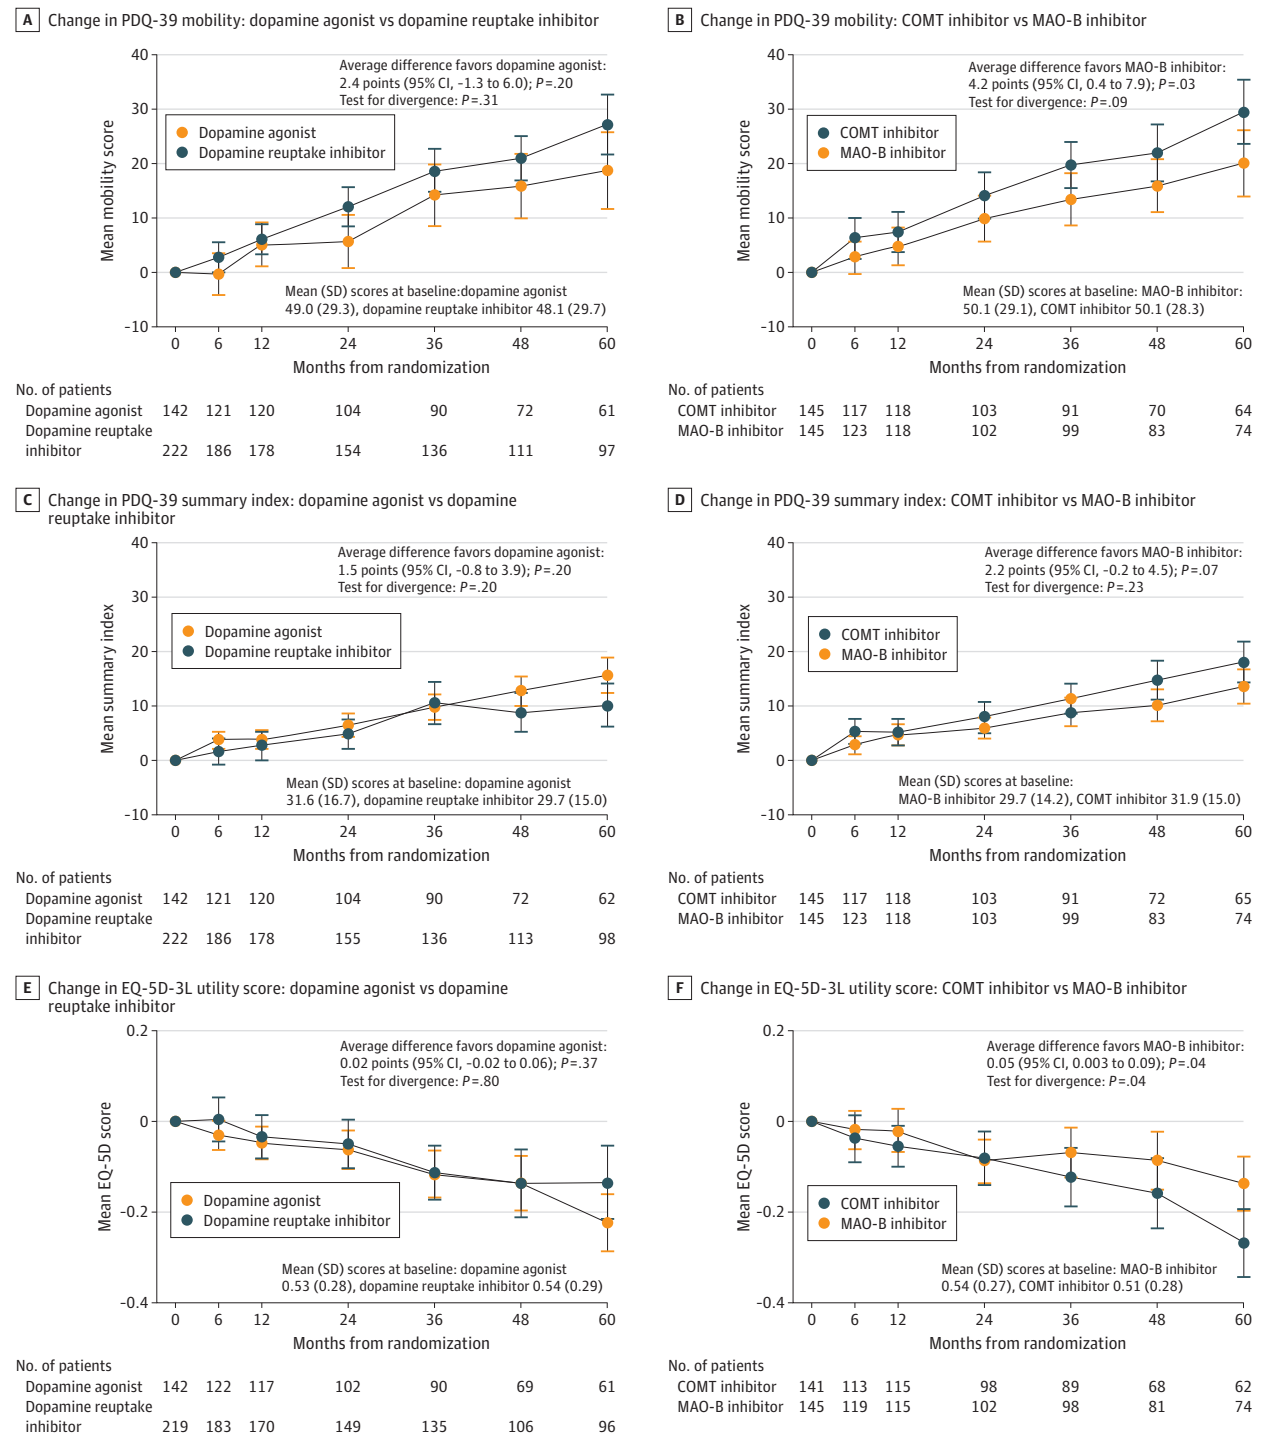 A Change in PDQ-39 mobility: dopamine agonist vs dopamine reuptake inhibitor
40
30
20
10
0
-10
Mean mobility score
Average difference favors dopamine agonist:
2.4 points (95% CI, -1.3 to 6.0); P=.20
Test for divergence: P=.31
Dopamine agonist
Dopamine reuptake inhibitor
Mean (SD) scores at baseline:dopamine agonist
49.0 (29.3), dopamine reuptake inhibitor 48.1 (29.7)
0 6 12 24 36 48 60
Months from randomization
No. of patients
Dopamine agonist 142 121 120 104 90 72 61
Dopamine reuptake
inhibitor 222 186 178 154 136 111 97
B Change in PDQ-39 mobility: COMT inhibitor vs MAO-B inhibitor
40
30
20
10
0
-10
Mean mobility score
Average difference favors MAO-B inhibitor:
4.2 points (95% CI, 0.4 to 7.9); P=.03
Test for divergence: P=.09
COMT inhibitor
MAO-B inhibitor
Mean (SD) scores at baseline: MAO-B inhibitor:
50.1 (29.1), COMT inhibitor 50.1 (28.3)
0 6 12 24 36 48 60
Months from randomization
No. of patients
COMT inhibitor 145 117 118 103 91 70 64
MAO-B inhibitor 145 123 118 102 99 83 74
C Change in PDQ-39 summary index: dopamine agonist vs dopamine
reuptake inhibitor
40
30
20
10
0
-10
Mean summary index
Average difference favors dopamine agonist:
1.5 points (95% CI, -0.8 to 3.9); P=.20
Test for divergence: P=.20
Dopamine agonist
Dopamine reuptake inhibitor
Mean (SD) scores at baseline: dopamine agonist
31.6 (16.7), dopamine reuptake inhibitor 29.7 (15.0)
0 6 12 24 36 48 60
Months from randomization
No. of patients
Dopamine agonist 142 121 120 104 90 72 62
Dopamine reuptake
inhibitor 222 186 178 155 136 113 98
D Change in PDQ-39 summary index: COMT inhibitor vs MAO-B inhibitor
40
30
20
10
0
-10
Mean summary index
Average difference favors MAO-B inhibitor:
2.2 points (95% CI, -0.2 to 4.5); P=.07
Test for divergence: P=.23
COMT inhibitor
MAO-B inhibitor
Mean (SD) scores at baseline:
MAO-B inhibitor 29.7 (14.2), COMT inhibitor 31.9 (15.0)
0 6 12 24 36 48 60
Months from randomization
No. of patients
COMT inhibitor 145 117 118 103 91 72 65
MAO-B inhibitor 145 123 118 103 99 83 74
E Change in EQ-5D-3L utility score: dopamine agonist vs dopamine
reuptake inhibitor
0.2
0
-0.2
-0.4
Mean EQ-5D score
Average difference favors dopamine agonist:
0.02 points (95% CI, -0.02 to 0.06); P=.37
Test for divergence: P=.80
Dopamine agonist
Dopamine reuptake inhibitor
Mean (SD) scores at baseline: dopamine agonist
0.53 (0.28), dopamine reuptake inhibitor 0.54 (0.29)
0 6 12 24 36 48 60
Months from randomization
No. of patients
Dopamine agonist 142 122 117 102 90 69 61
Dopamine reuptake
inhibitor 219 183 170 149 135 106 96
F Change in EQ-5D-3L utility score: COMT inhibitor vs MAO-B inhibitor
0.2
0
-0.2
-0.4
Mean EQ-5D score
Average difference favors MAO-B inhibitor:
0.05 (95% CI, 0.003 to 0.09); P=.04
Test for divergence: P=.04
COMT inhibitor
MAO-B inhibitor
Mean (SD) scores at baseline: MAO-B inhibitor
0.54 (0.27), COMT inhibitor 0.51 (0.28)
0 6 12 24 36 48 60
Months from randomization
No. of patients
COMT inhibitor 141 113 115 98 89 68 62
MAO-B inhibitor 145 119 115 102 98 81 74